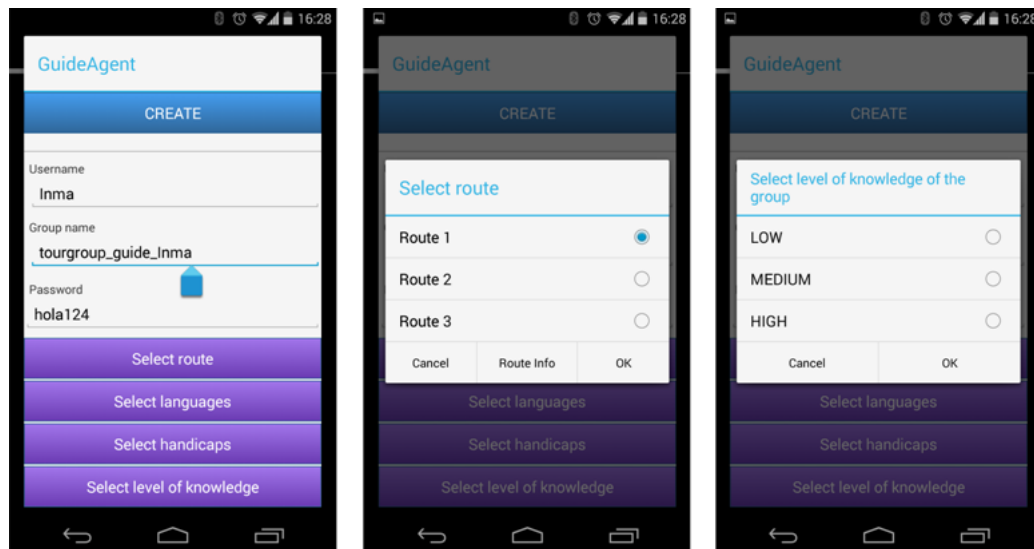 16:28
GuideAgent
CREATE
Username
Inma
Group name
tourgroup_guide_Inma
Password
hola124
Select route
Select languages
Select handicaps
Select level of knowledge
16:28
GuideAgent
CREATE
Select route
Route 1
Route 2
Route 3
Cancel Route Info OK
Select languages
Select handicaps
Select level of knowledge
16:28
GuideAgent
CREATE
Select level of knowledge of the
group
LOW
MEDIUM
HIGH
Cancel OK
Select languages
Select handicaps
Select level of knowledge